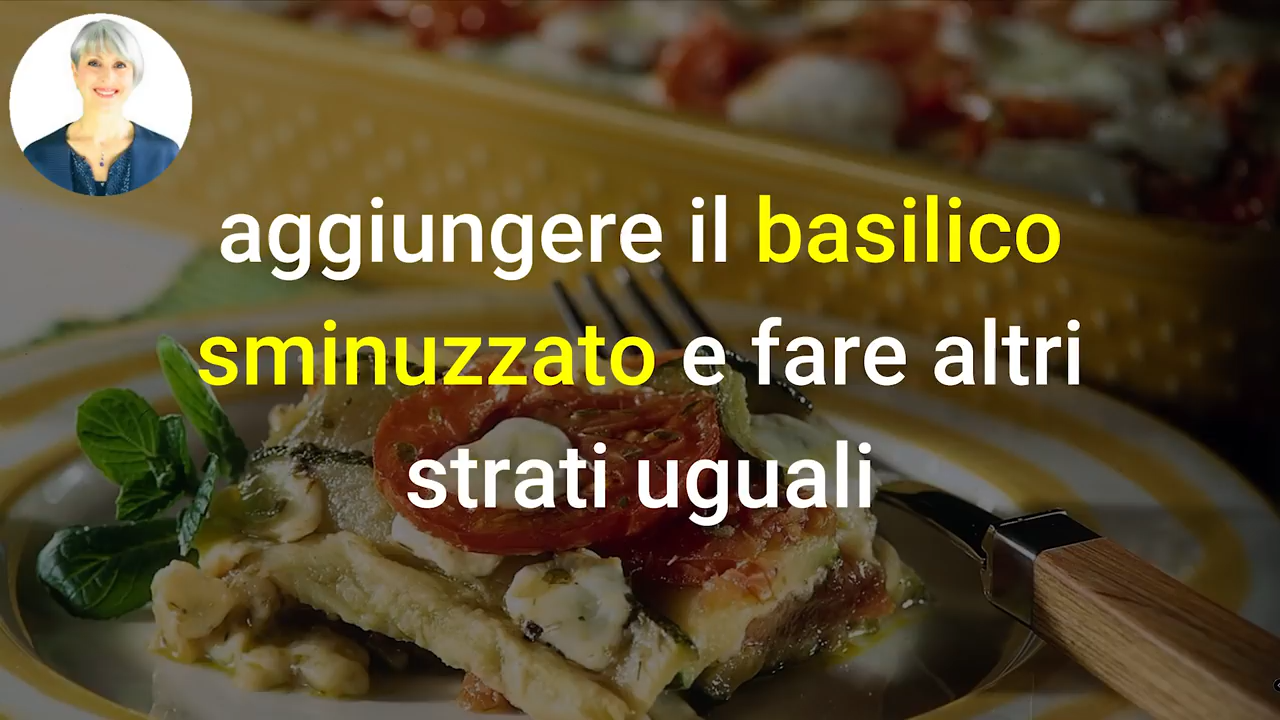 aggiungere il basilico
sminuzzato e fare altri
strati uguali